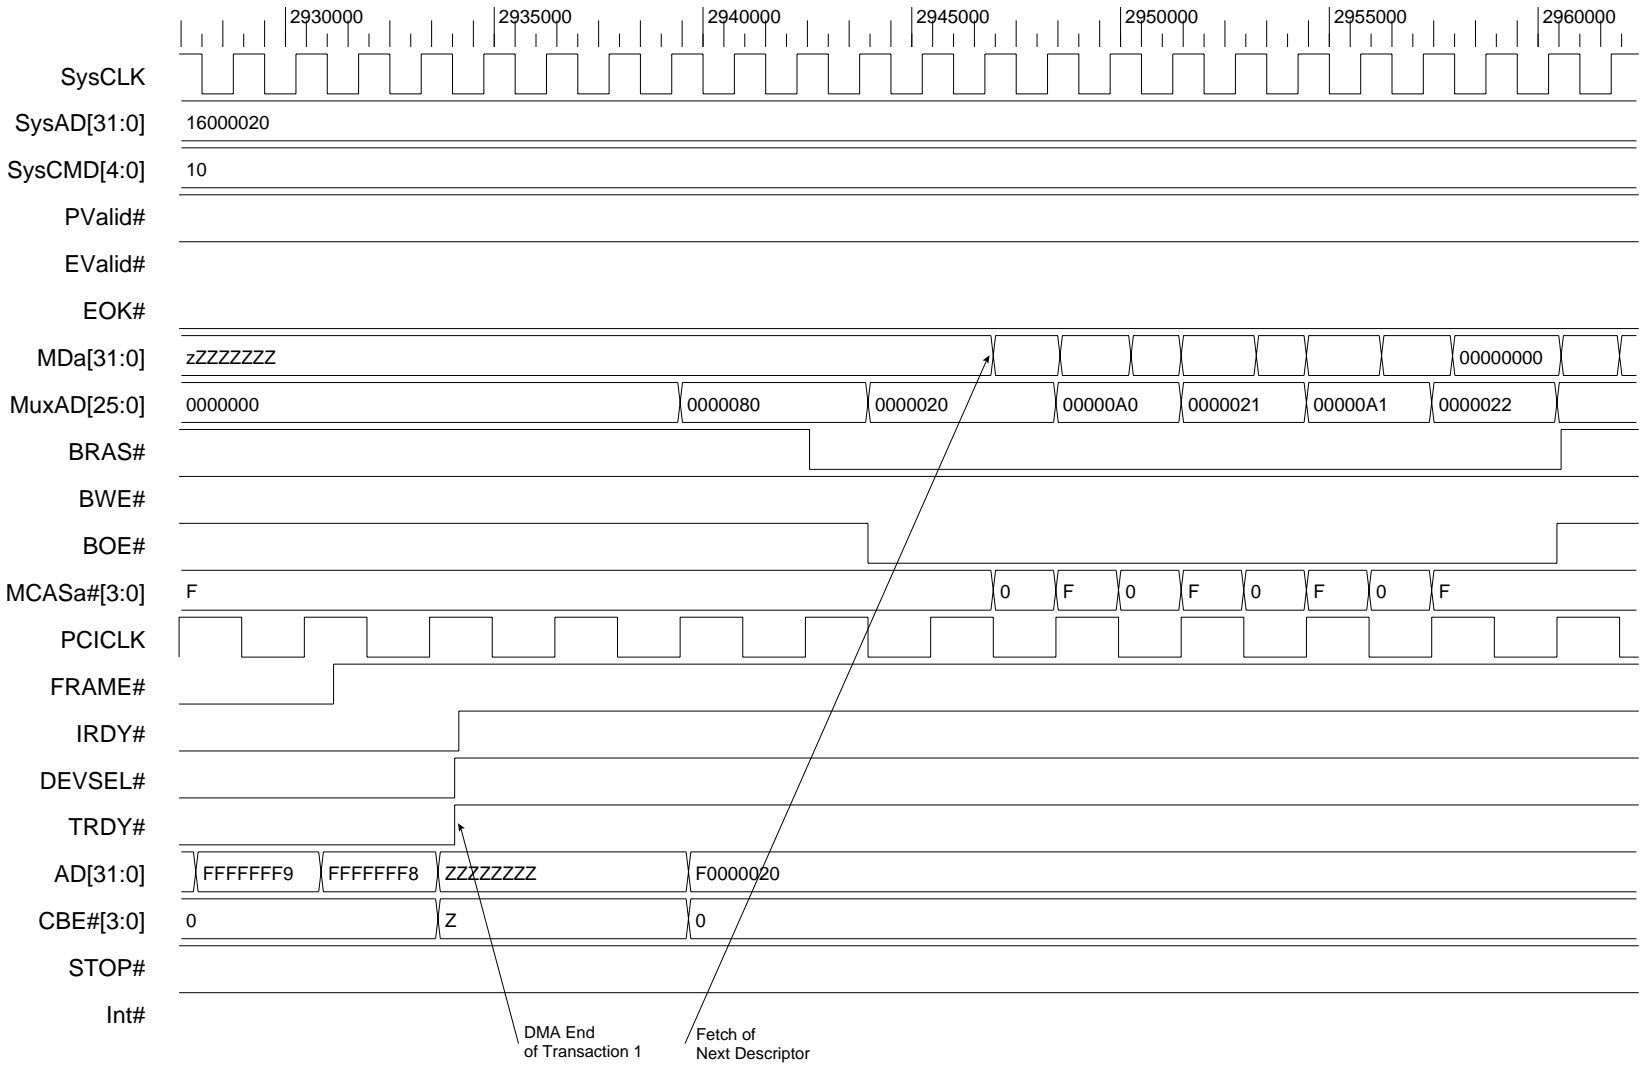 2930000 2935000 2940000 2945000 2950000 2955000 2960000
SysCLK
SysAD[31:0] 16000020
SysCMD[4:0] 10
PValid#
EValid#
EOK#
MDa[31:0] zZZZZZZZ 00000000
MuxAD[25:0] 0000000 0000080 0000020 00000A0 0000021 00000A1 0000022
BRAS#
BWE#
BOE#
MCASa#[3:0] F 0 F 0 F 0 F 0 F
PCICLK
FRAME#
IRDY#
DEVSEL#
TRDY#
AD[31:0] FFFFFFF9 FFFFFFF8 ZZZZZZZZ F0000020
CBE#[3:0] 0 Z 0
STOP#
Int#
DMA End
of Transaction 1
Fetch of
Next Descriptor